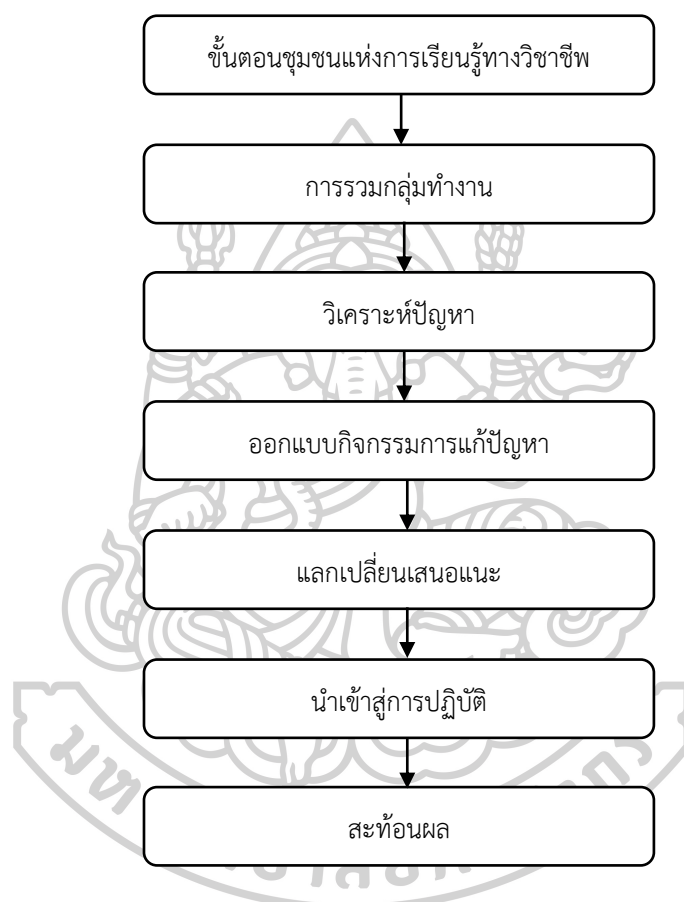 ขั้นตอนชุมชนแห่งการเรียนรู้ทางวิชาชีพ
การรวมกลุ่มทำงาน
วิเคราะห์ปัญหา
ออกแบบกิจกรรมการแก้ปัญหา
แลกเปลี่ยนเสนอแนะ
นำเข้าสู่การปฏิบัติ
สะท้อนผล